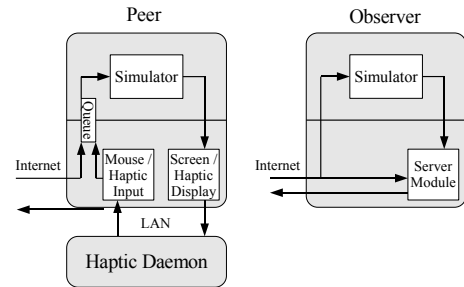 Peer
Observer
Simulator
Simulator
Queue
Internet
Mouse /
Haptic
Input
Screen /
Haptic
Display
Internet
Server
Module
LAN
Haptic Daemon